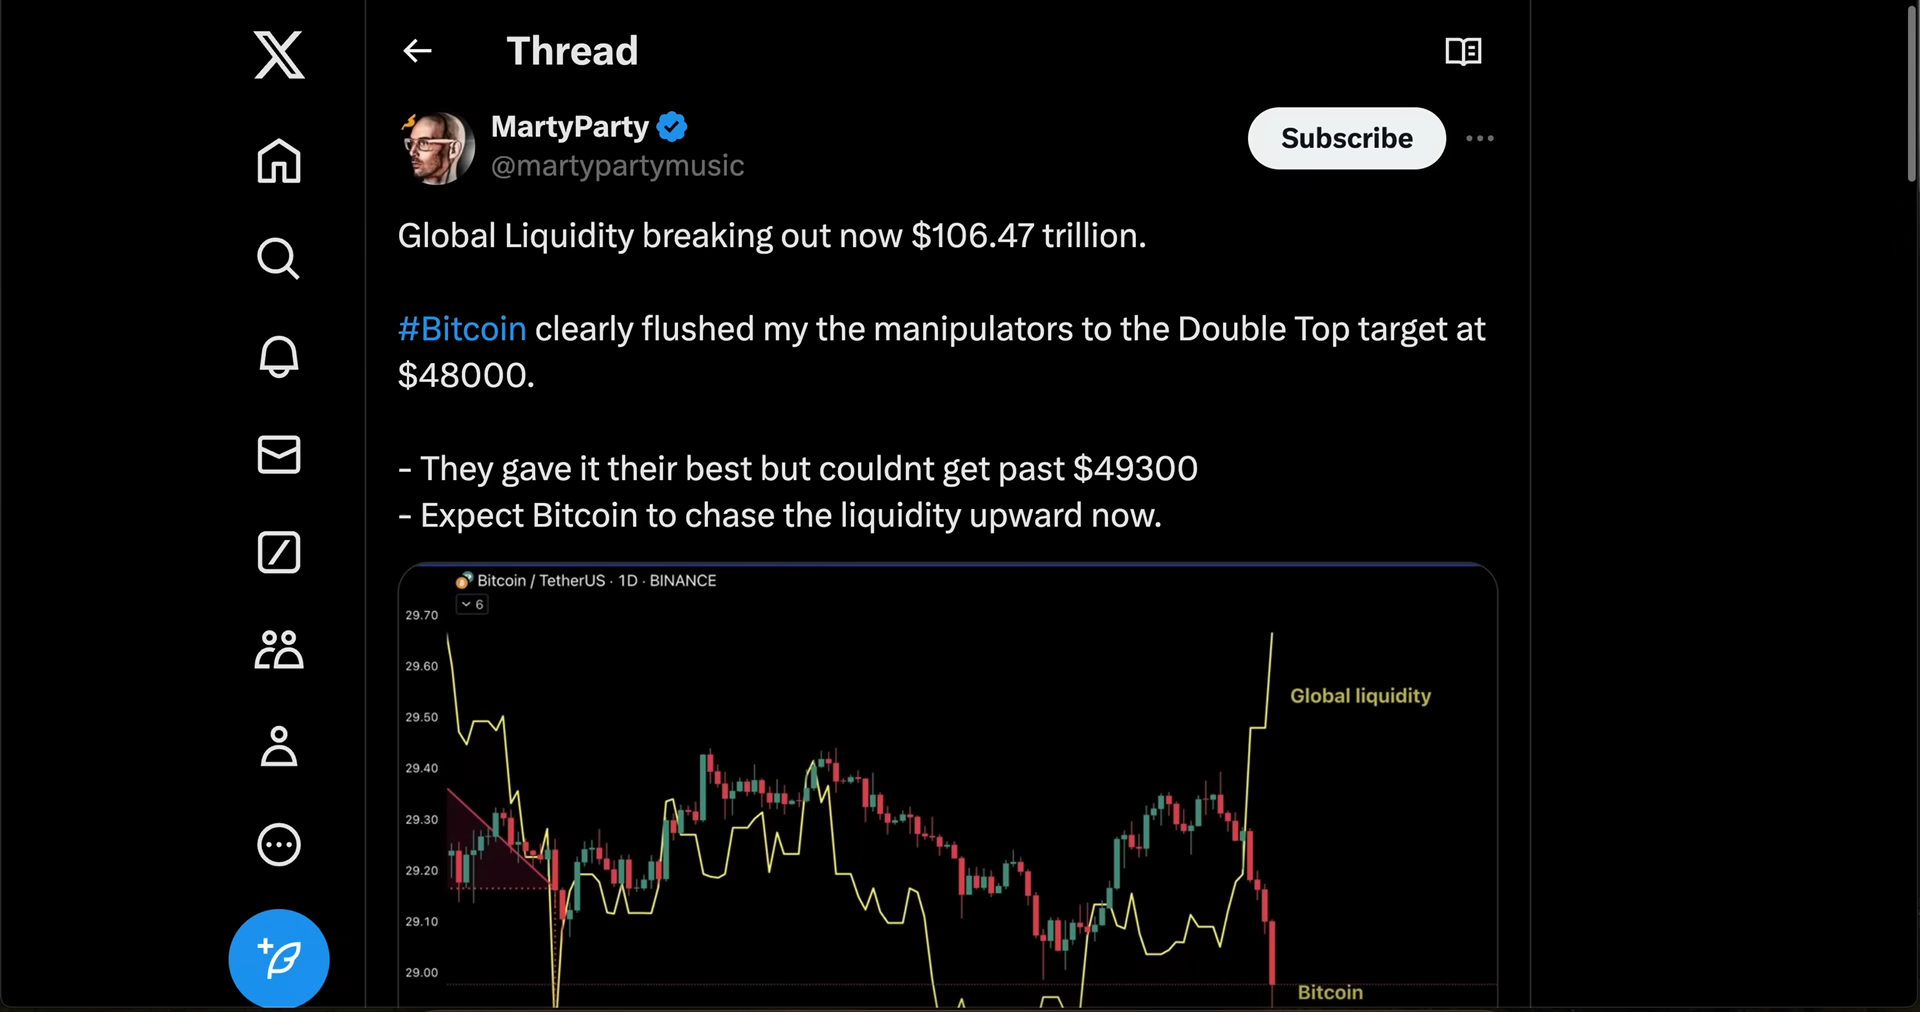 Thread
MartyParty
@martypartymusic
Subscribe
Global Liquidity breaking out now $106.47 trillion.
#Bitcoin clearly flushed my the manipulators to the Double Top target at
$48000.
- They gave it their best but couldnt get past $49300
- Expect Bitcoin to chase the liquidity upward now.
Bitcoin / TetherUS · 1D · BINANCE
6
29.70
29.60
Global liquidity
29.50
29.40
29.30
29.20
29.10
29.00
Bitcoin